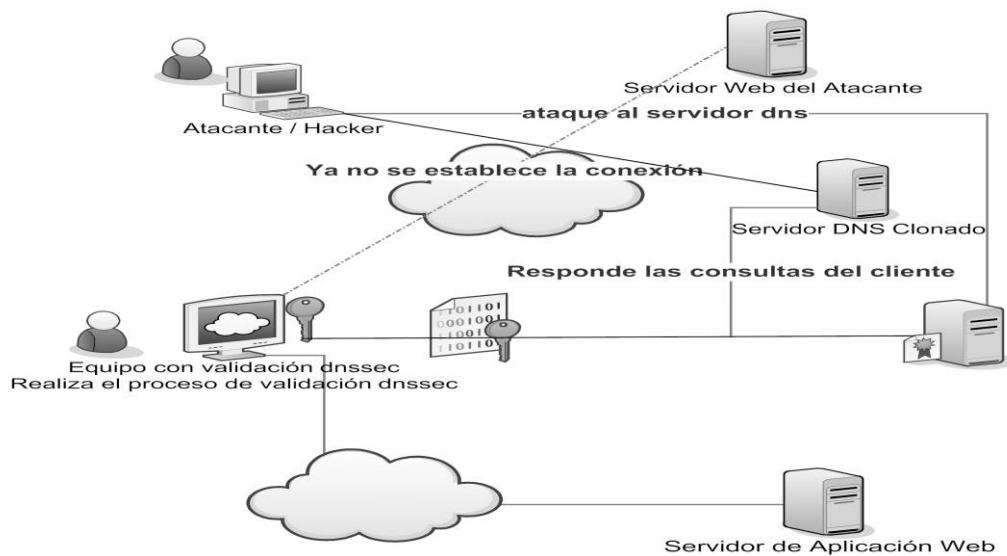 Servidor Web del Atacante
ataque al servidor dns
Atacante / Hacker
Ya no se establece la conexión
Servidor DNS Clonado
Responde las consultas del cliente
Equipo con validación dnssec
Realiza el proceso de validación dnssec
Servidor de Aplicación Web